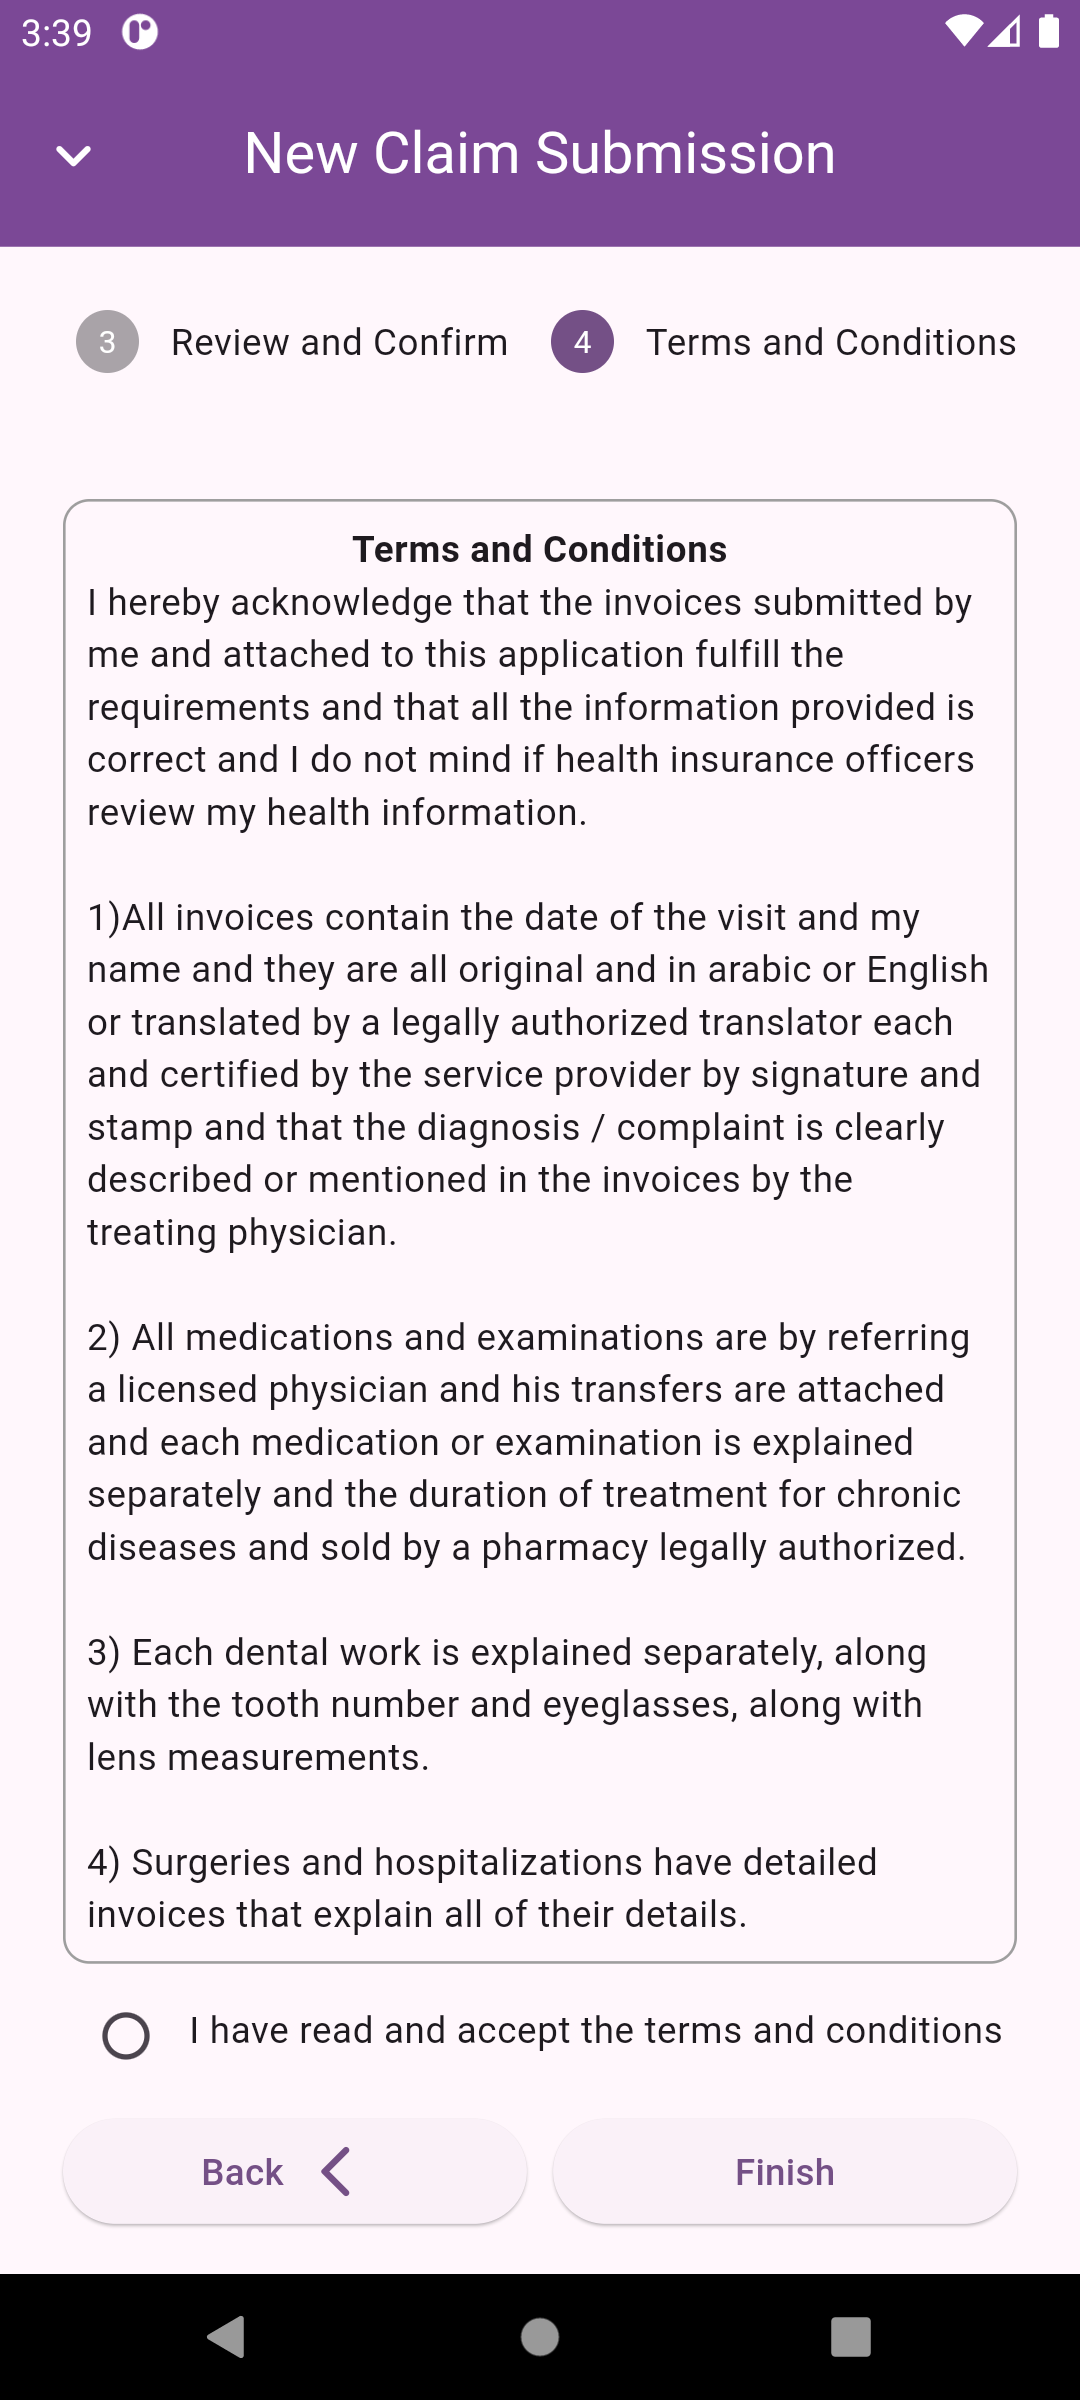 3:39
New Claim Submission
3 Review and Confirm 4 Terms and Conditions
Terms and Conditions
I hereby acknowledge that the invoices submitted by
me and attached to this application fulfill the
requirements and that all the information provided is
correct and I do not mind if health insurance officers
review my health information.
1)All invoices contain the date of the visit and my
name and they are all original and in arabic or English
or translated by a legally authorized translator each
and certified by the service provider by signature and
stamp and that the diagnosis / complaint is clearly
described or mentioned in the invoices by the
treating physician.
2) All medications and examinations are by referring
a licensed physician and his transfers are attached
and each medication or examination is explained
separately and the duration of treatment for chronic
diseases and sold by a pharmacy legally authorized.
3) Each dental work is explained separately, along
with the tooth number and eyeglasses, along with
lens measurements.
4) Surgeries and hospitalizations have detailed
invoices that explain all of their details.
I have read and accept the terms and conditions
Back Finish